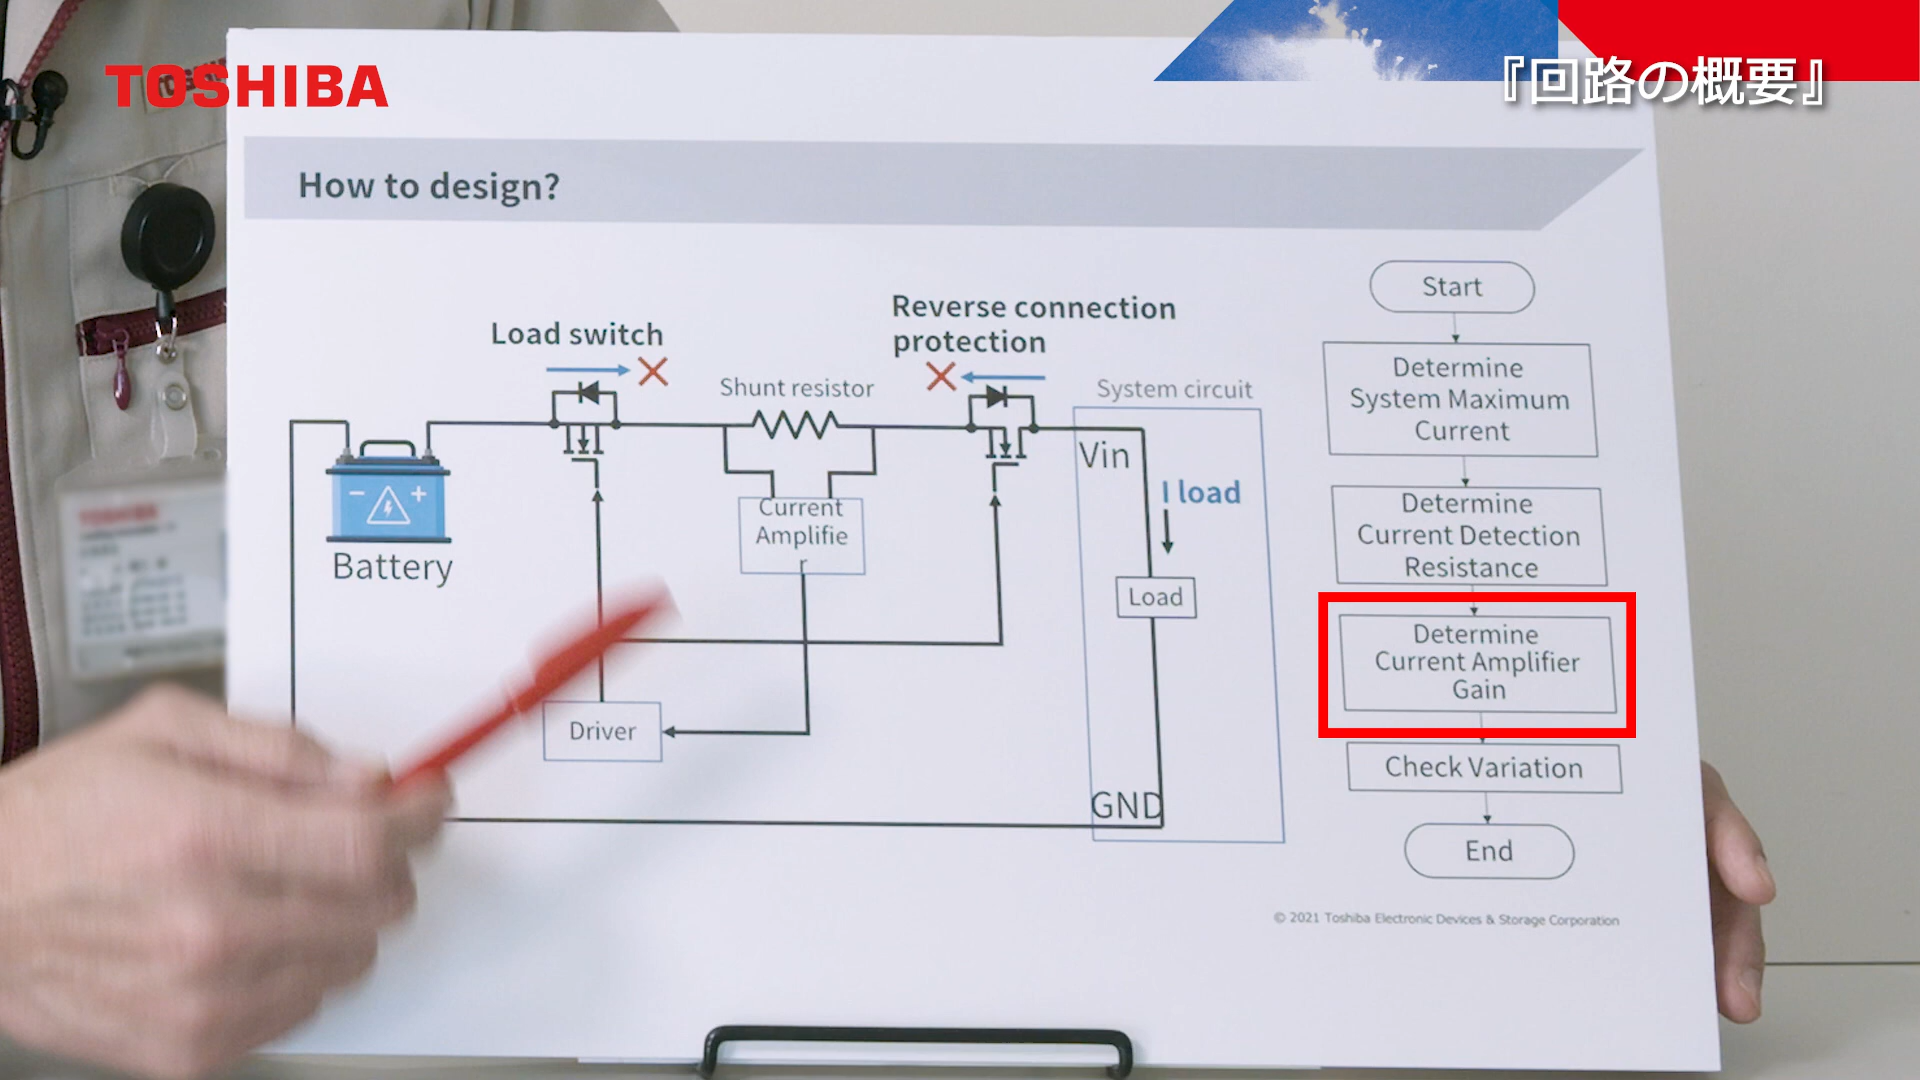 TOSHIBA
『回路の概要』
How to design?
Load switch
Reverse connection
protection
Shunt resistor
System circuit
Vin
I load
Current
Amplifie
r
Battery
Load
Driver
GND
Start
Determine
System Maximum
Current
Determine
Current Detection
Resistance
Determine
Current Amplifier
Gain
Check Variation
End
© 2021 Toshiba Electronic Devices & Storage Corporation
TOSHIBA